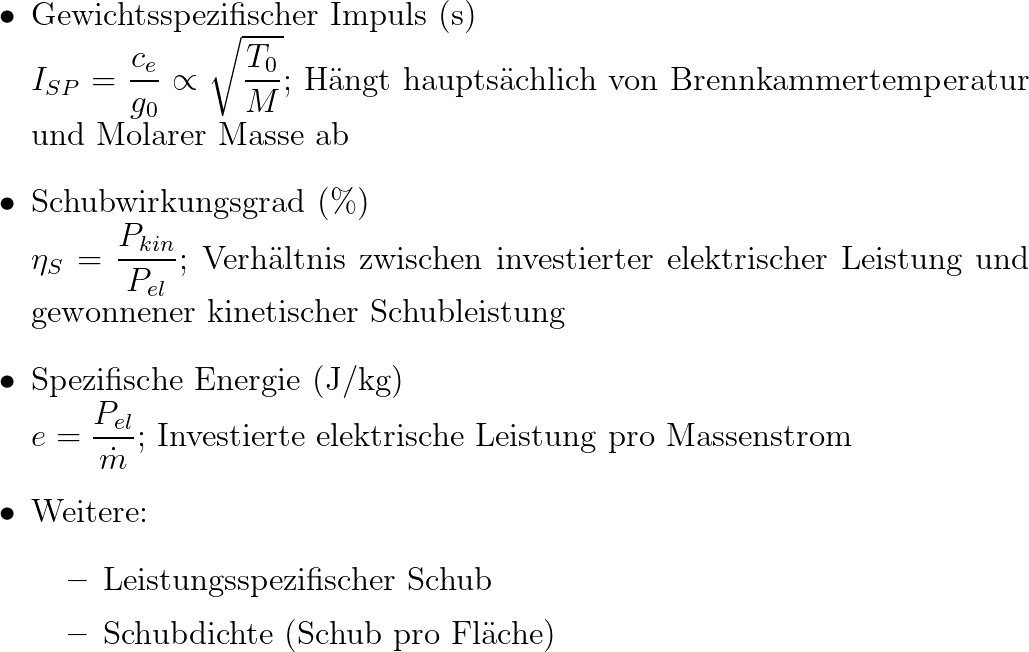 • Gewichtsspezifischer Impuls (s)
I_{SP} = \frac{c_e}{g_0} \propto \sqrt{\frac{T_0}{M}}; Hängt hauptsächlich von Brennkammertemperatur
und Molarer Masse ab
• Schubwirkungsgrad (%)
η_S = \frac{P_{kin}}{P_{el}}; Verhältnis zwischen investierter elektrischer Leistung und
gewonnener kinetischer Schubleistung
• Spezifische Energie (J/kg)
e = \frac{P_{el}}{\dot{m}}; Investierte elektrische Leistung pro Massenstrom
• Weitere:
– Leistungsspezifischer Schub
– Schubdichte (Schub pro Fläche)